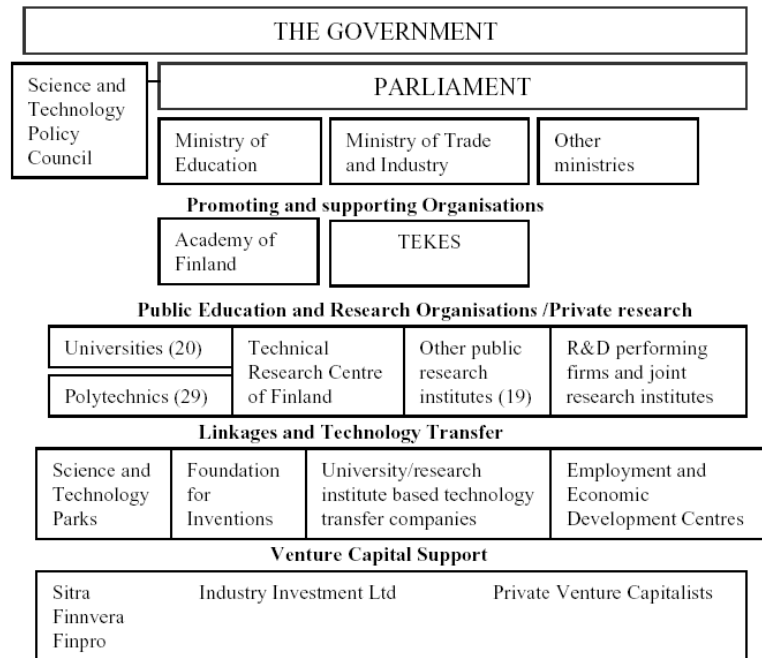 THE GOVERNMENT
Science and
Technology
Policy
Council
PARLIAMENT
Ministry of
Education
Ministry of Trade
and Industry
Other
ministries
Promoting and supporting Organisations
Academy of
Finland
TEKES
Public Education and Research Organisations /Private research
Universities (20)
Polytechnics (29)
Technical
Research Centre
of Finland
Other public
research
institutes (19)
R&D performing
firms and joint
research institutes
Linkages and Technology Transfer
Science and
Technology
Parks
Foundation
for
Inventions
University/research
institute based technology
transfer companies
Employment and
Economic
Development Centres
Venture Capital Support
Sitra
Finnvera
Finpro
Industry Investment Ltd
Private Venture Capitalists